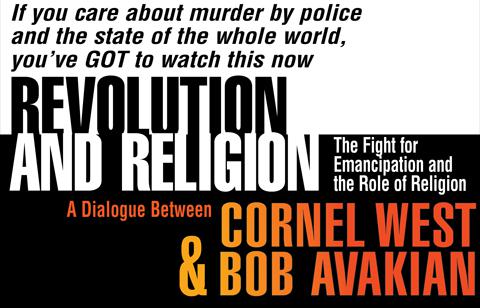 If you care about murder by police
and the state of the whole world,
you've GOT to watch this now
REVOLUTION
AND RELIGION
The Fight for
Emancipation and
the Role of Religion
A Dialogue Between
CORNEL WEST
& BOB AVAKIAN